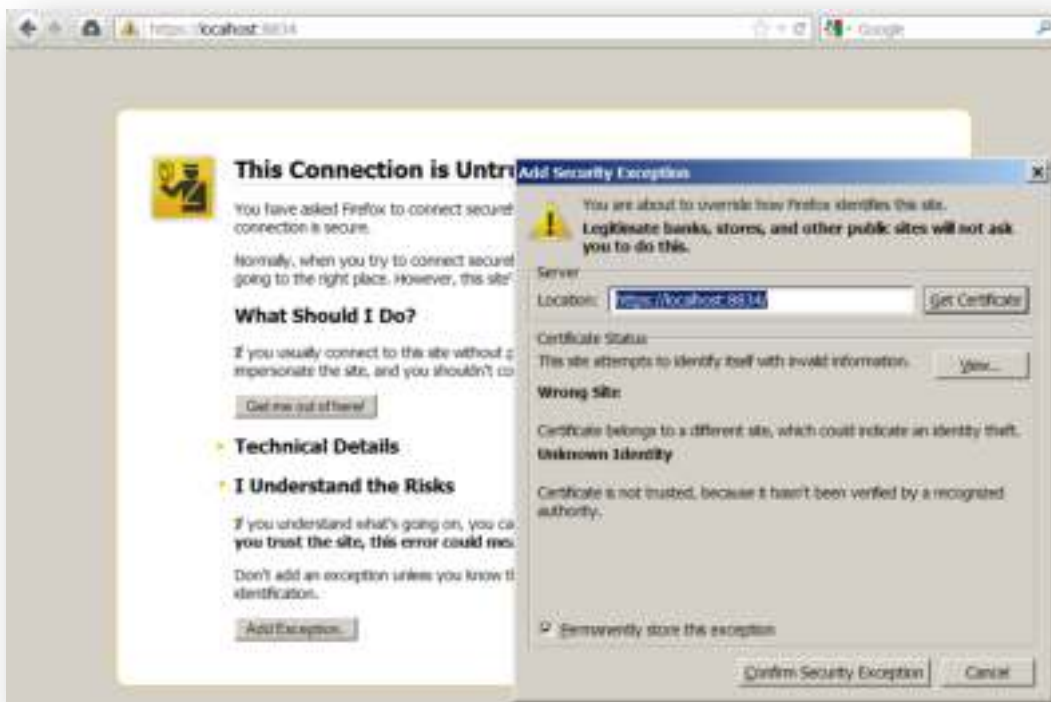 https://localhost:8834
Google
This Connection is Untru
You have asked Firefox to connect securel
connection is secure.
Normally, when you try to connect securel
going to the right place. However, this site'
What Should I Do?
If you usually connect to this site without p
impersonate the site, and you shouldn't co
Get me out of here!
Technical Details
I Understand the Risks
If you understand what's going on, you ca
you trust the site, this error could mea
Don't add an exception unless you know th
identification.
Add Exception...
Add Security Exception
You are about to override how Firefox identifies this site.
Legitimate banks, stores, and other public sites will not ask
you to do this.
Server
Location: https://localhost:8834/ Get Certificate
Certificate Status
This site attempts to identify itself with invalid information. View...
Wrong Site
Certificate belongs to a different site, which could indicate an identity theft.
Unknown Identity
Certificate is not trusted, because it hasn't been verified by a recognized
authority.
Permanently store this exception
Confirm Security Exception Cancel